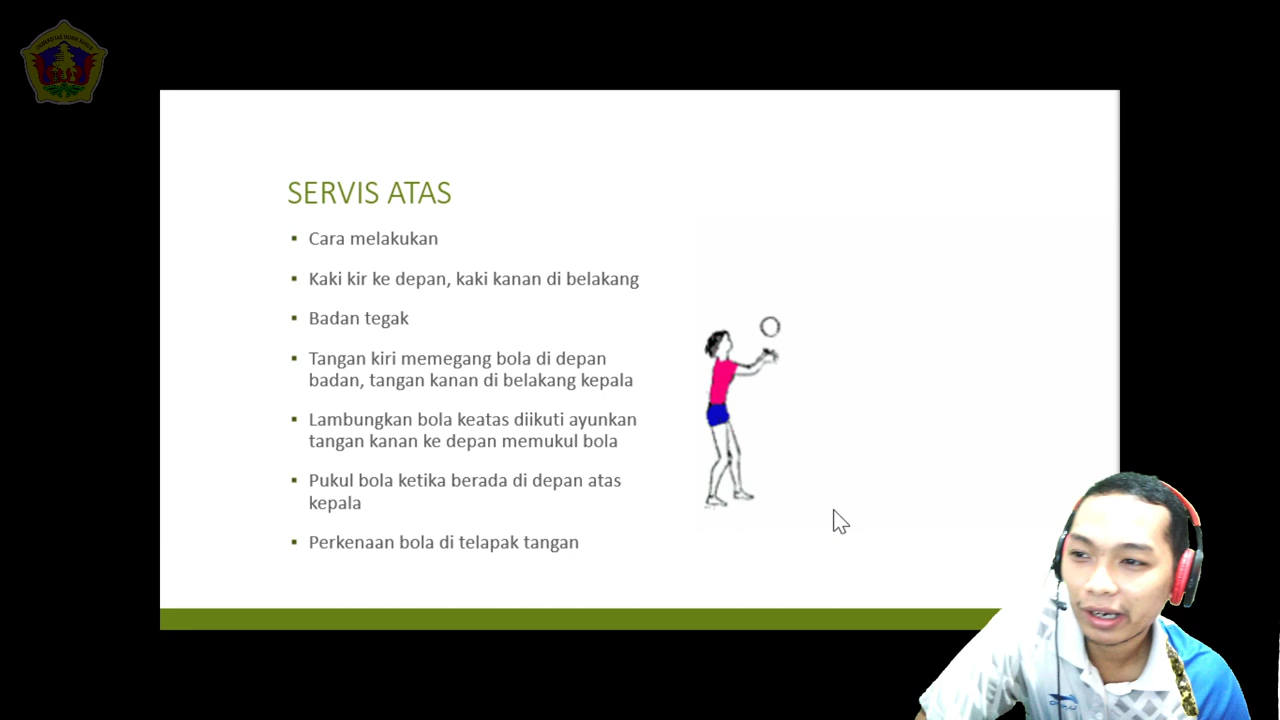 SERVIS ATAS
Cara melakukan
Kaki kir ke depan, kaki kanan di belakang
Badan tegak
Tangan kiri memegang bola di depan
badan, tangan kanan di belakang kepala
Lambungkan bola keatas diikuti ayunkan
tangan kanan ke depan memukul bola
Pukul bola ketika berada di depan atas
kepala
Perkenaan bola di telapak tangan